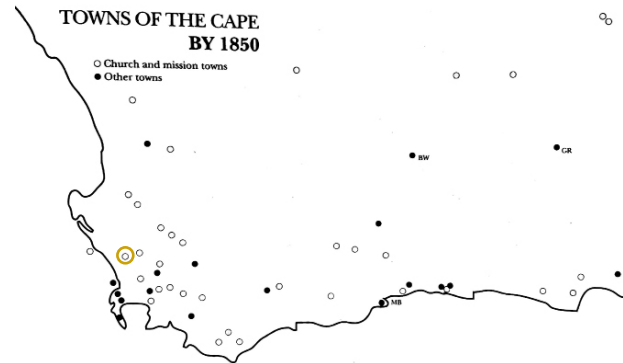 TOWNS OF THE CAPE
BY 1850
Church and mission towns
Other towns
BW
GR
MB